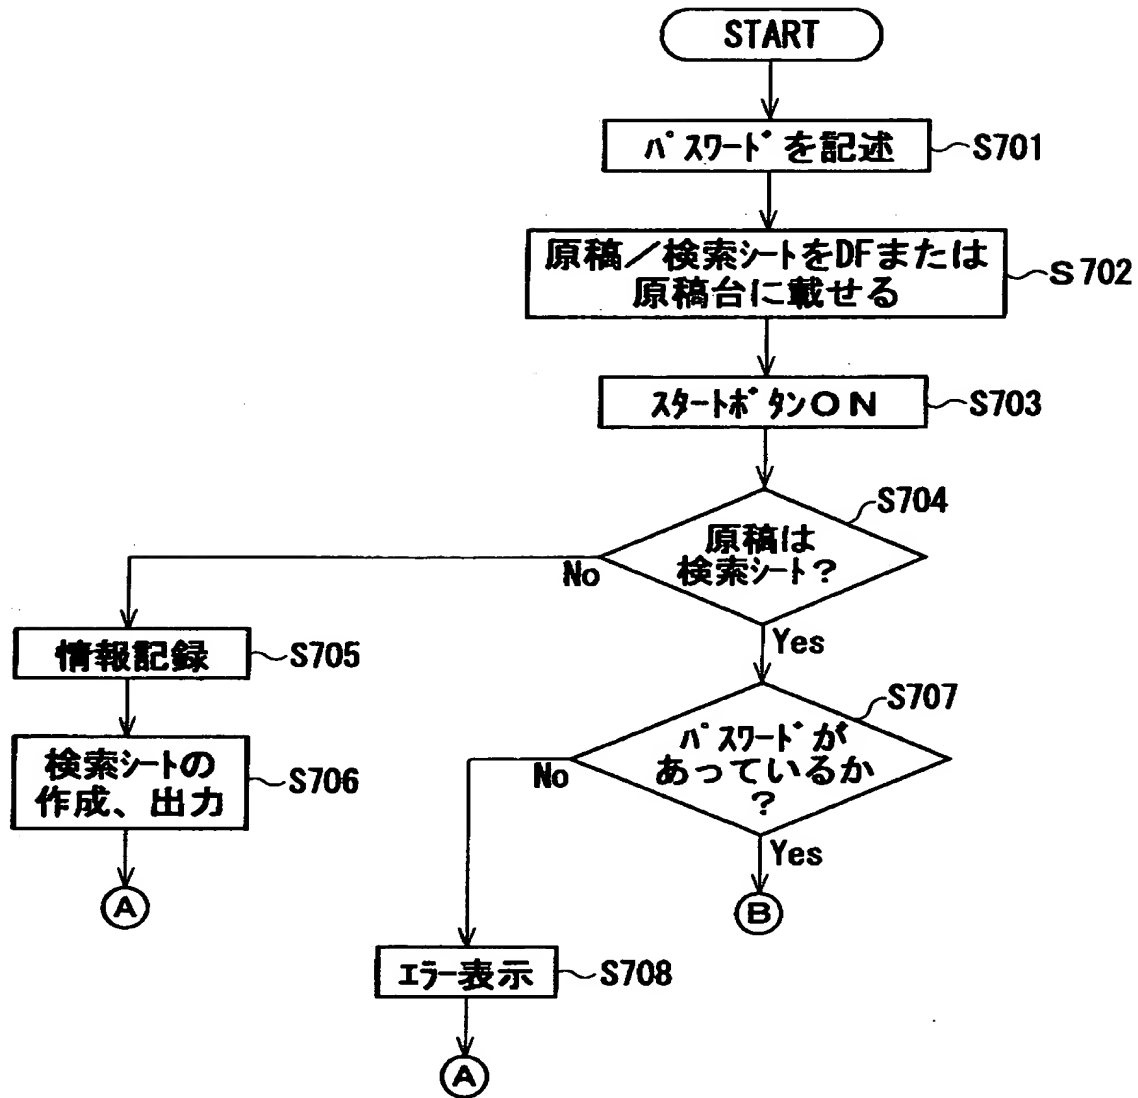 START
ﾊﾟｽﾜｰﾄﾞを記述
S701
原稿／検索ｼｰﾄをDFまたは
原稿台に載せる
S702
ｽﾀｰﾄﾎﾞﾀﾝON
S703
S704
原稿は
検索ｼｰﾄ?
No
Yes
情報記録
S705
検索ｼｰﾄの
作成、出力
S706
A
S707
ﾊﾟｽﾜｰﾄﾞが
あっているか
?
No
Yes
B
ｴﾗｰ表示
S708
A